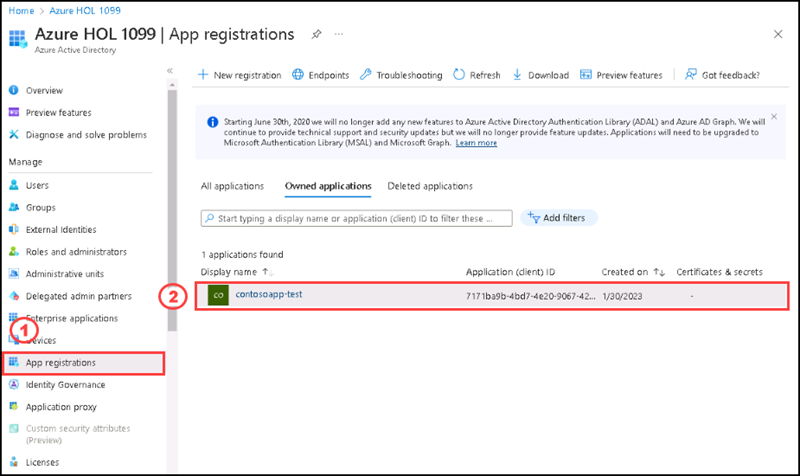 Home > Azure HOL 1099
Azure HOL 1099 | App registrations
Azure Active Directory
Overview
Preview features
Diagnose and solve problems
Manage
Users
Groups
External Identities
Roles and administrators
Administrative units
Delegated admin partners
Enterprise applications
1
Devices
App registrations
Identity Governance
Application proxy
Custom security attributes
(Preview)
Licenses
New registration Endpoints Troubleshooting Refresh Download Preview features Got feedback?
Starting June 30th, 2020 we will no longer add any new features to Azure Active Directory Authentication Library (ADAL) and Azure AD Graph. We will
continue to provide technical support and security updates but we will no longer provide feature updates. Applications will need to be upgraded to
Microsoft Authentication Library (MSAL) and Microsoft Graph. Learn more
All applications Owned applications Deleted applications
Start typing a display name or application (client) ID to filter these ... Add filters
1 applications found
Display name Application (client) ID Created on Certificates & secrets
2 CO contosoapp-test 7171ba9b-4bd7-4e20-9067-42... 1/30/2023 -